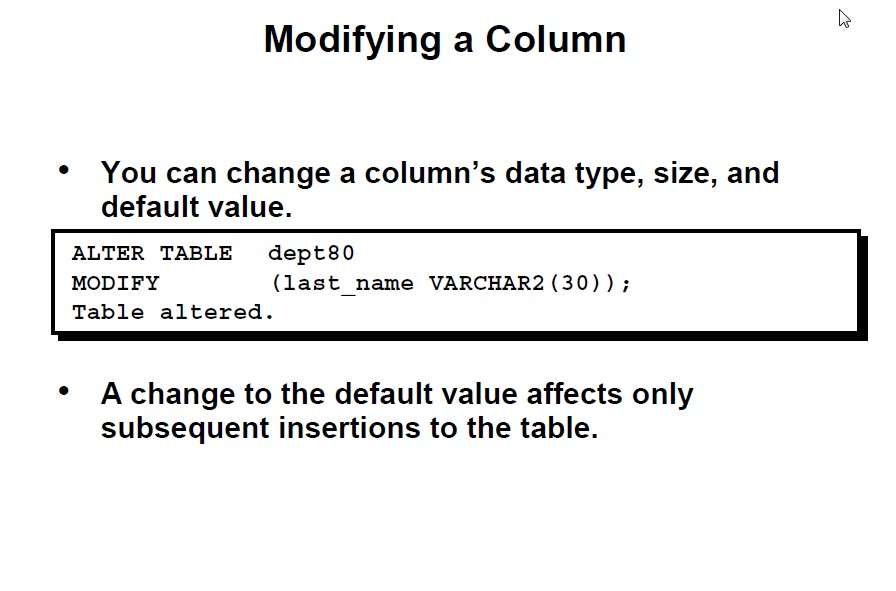 Modifying a Column
• You can change a column’s data type, size, and
default value.
ALTER TABLE dept80
MODIFY (last_name VARCHAR2(30));
Table altered.
• A change to the default value affects only
subsequent insertions to the table.